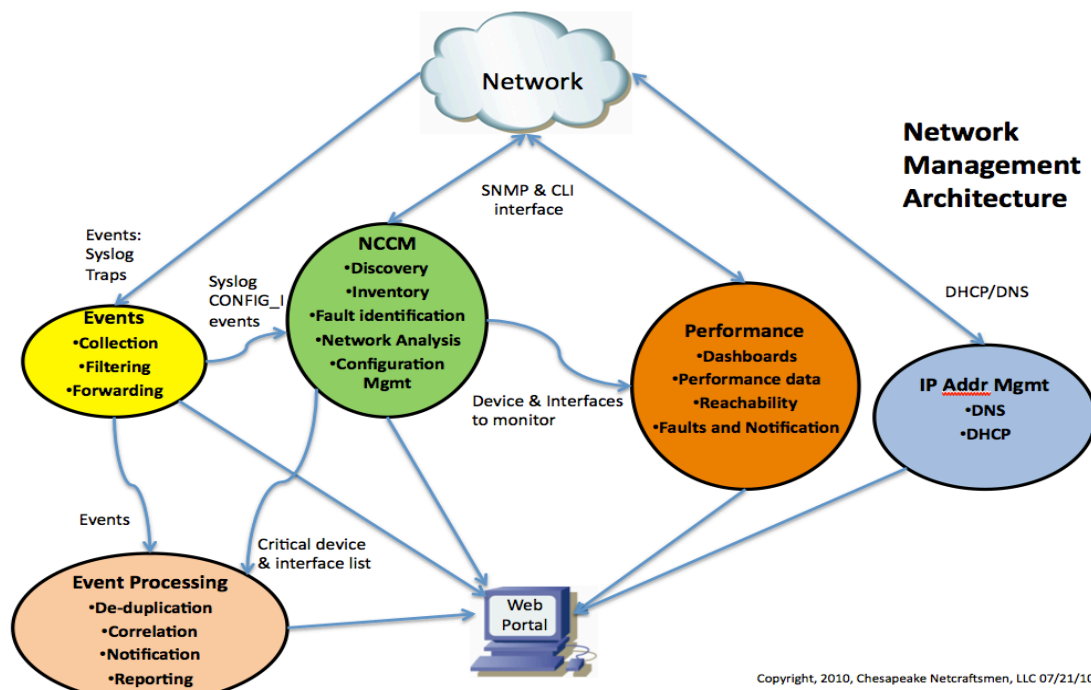 Network
Network
Management
Architecture
SNMP & CLI
interface
Events:
Syslog
Traps
Syslog
CONFIG_I
events
DHCP/DNS
NCCM
•Discovery
•Inventory
•Fault identification
•Network Analysis
•Configuration
Mgmt
Events
•Collection
•Filtering
•Forwarding
Performance
•Dashboards
•Performance data
•Reachability
•Faults and Notification
IP Addr Mgmt
•DNS
•DHCP
Device & Interfaces
to monitor
Events
Critical device
& interface list
Event Processing
•De-duplication
•Correlation
•Notification
•Reporting
Web
Portal
Copyright, 2010, Chesapeake Netcraftsmen, LLC 07/21/10